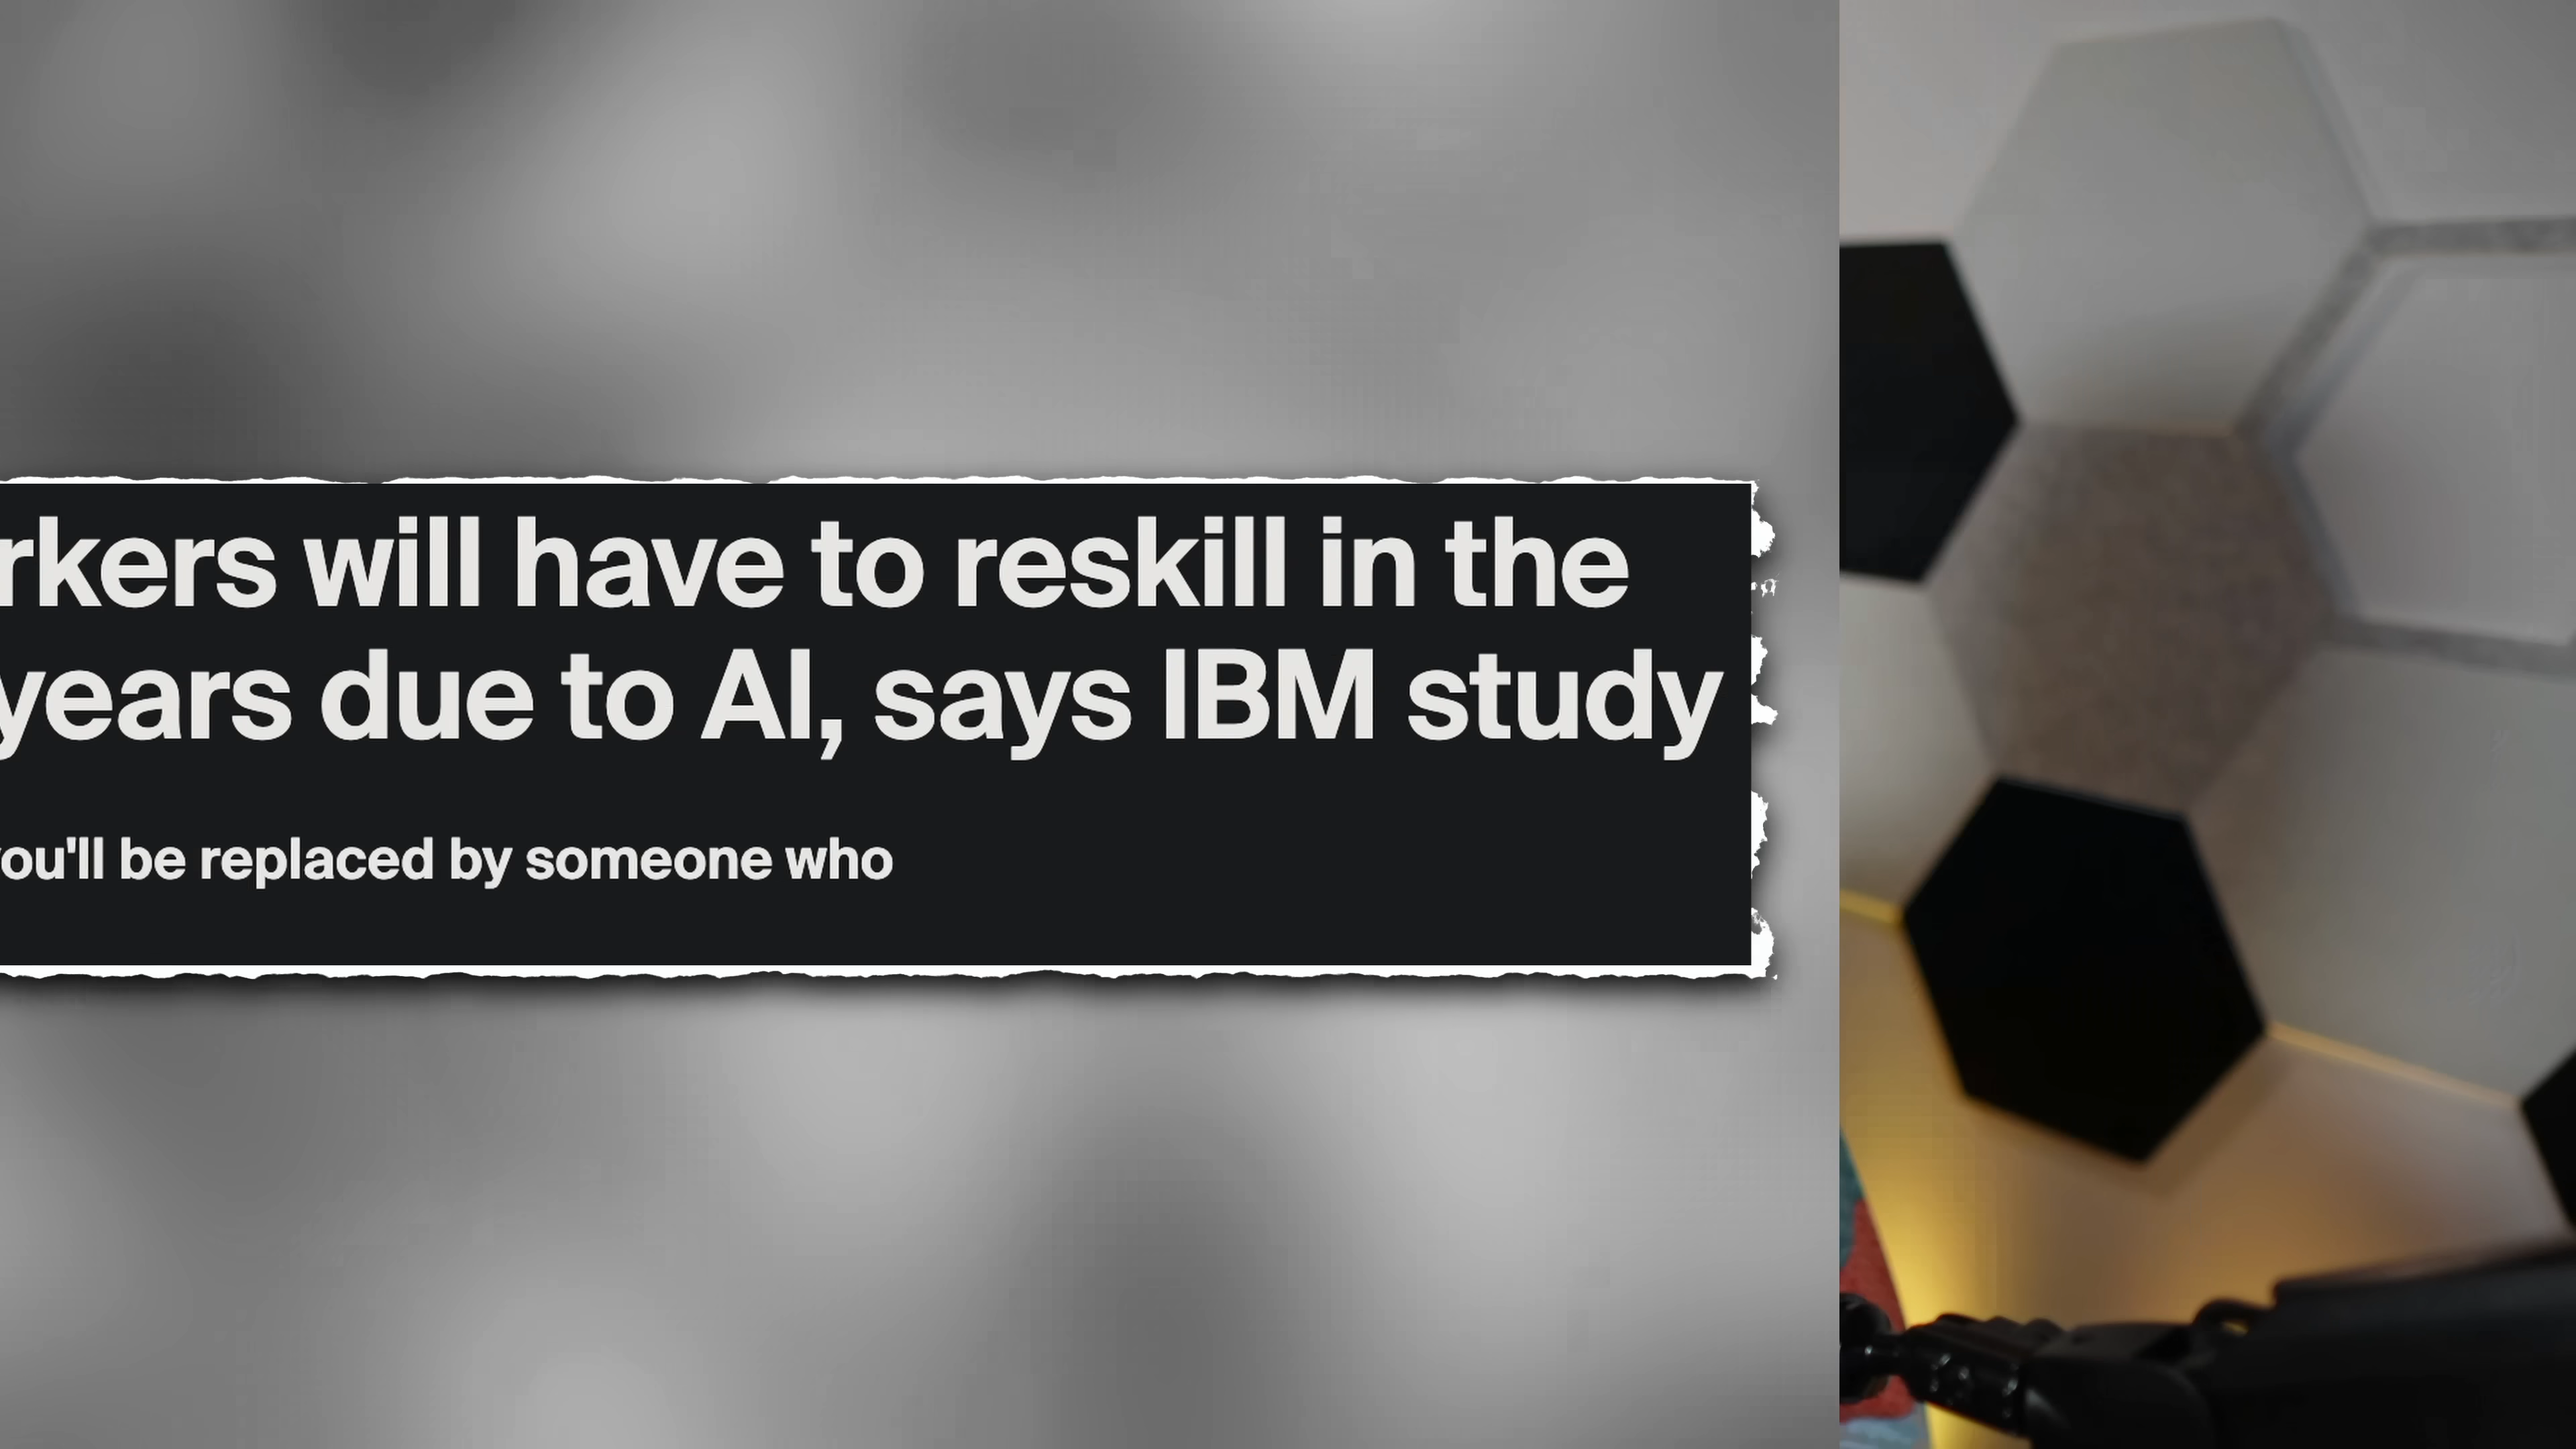 rkers will have to reskill in the
years due to AI, says IBM study
you'll be replaced by someone who